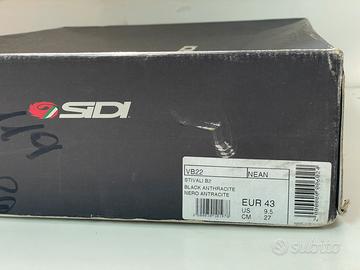 SIDI
VB22 NEAN
STIVALI B2
BLACK ANTHRACITE
NERO ANTRACITE
EUR 43
US 9.5
CM 27
subito